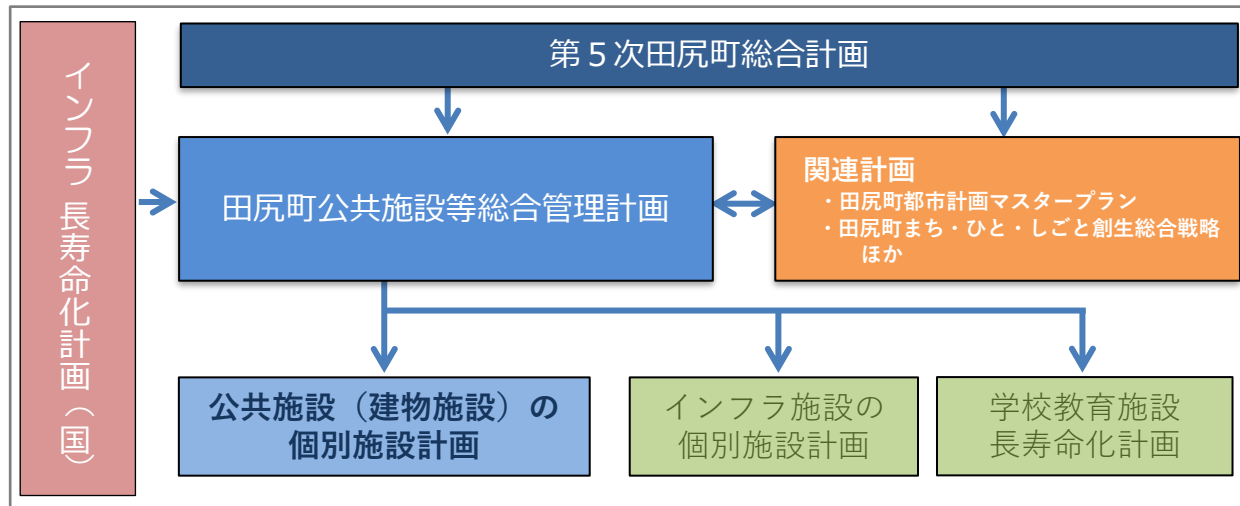 インフラ長寿命化計画（国）
第５次田尻町総合計画
田尻町公共施設等総合管理計画
関連計画
・田尻町都市計画マスタープラン
・田尻町まち・ひと・しごと創生総合戦略
ほか
公共施設（建物施設）の
個別施設計画
インフラ施設の
個別施設計画
学校教育施設
長寿命化計画